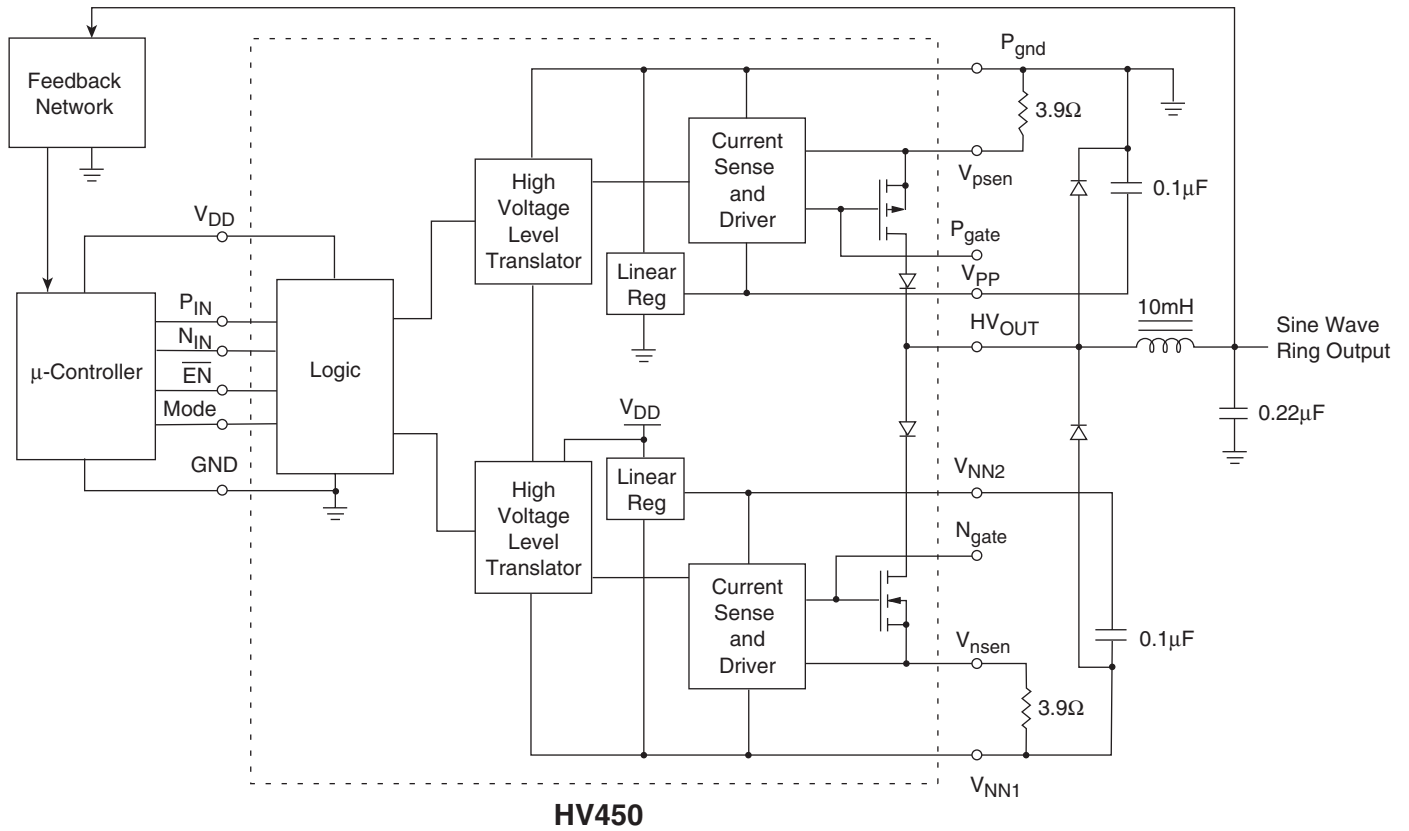 Feedback
Network
V_DD
P_IN
N_IN
E̅N̅
Mode
GND
μ-Controller
Logic
High
Voltage
Level
Translator
Current
Sense
and
Driver
Linear
Reg
P_gnd
3.9Ω
V_psen
P_gate
V_PP
HV_OUT
0.1μF
10mH
Sine Wave
Ring Output
0.22μF
V_DD
Linear
Reg
High
Voltage
Level
Translator
Current
Sense
and
Driver
V_NN2
N_gate
V_nsen
0.1μF
3.9Ω
V_NN1
HV450